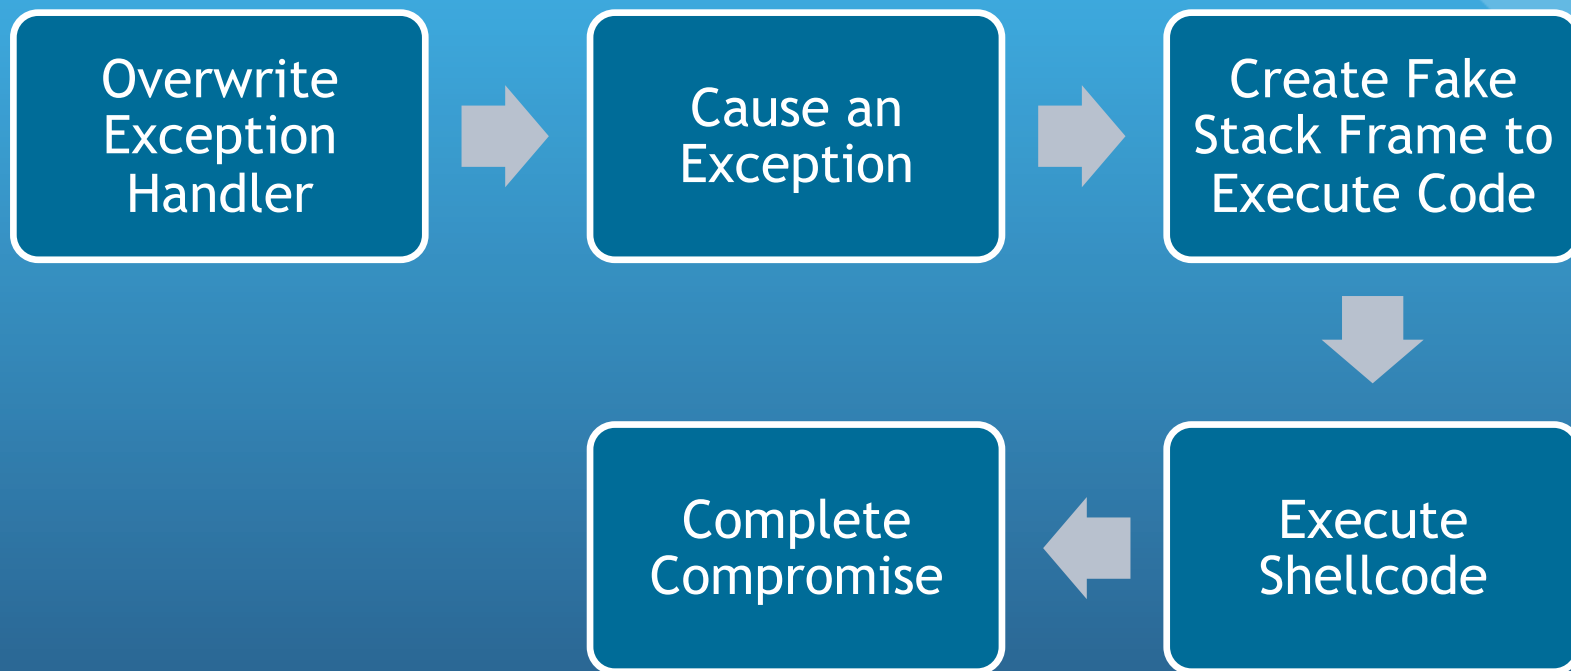 Overwrite
Exception
Handler
Cause an
Exception
Create Fake
Stack Frame to
Execute Code
Execute
Shellcode
Complete
Compromise